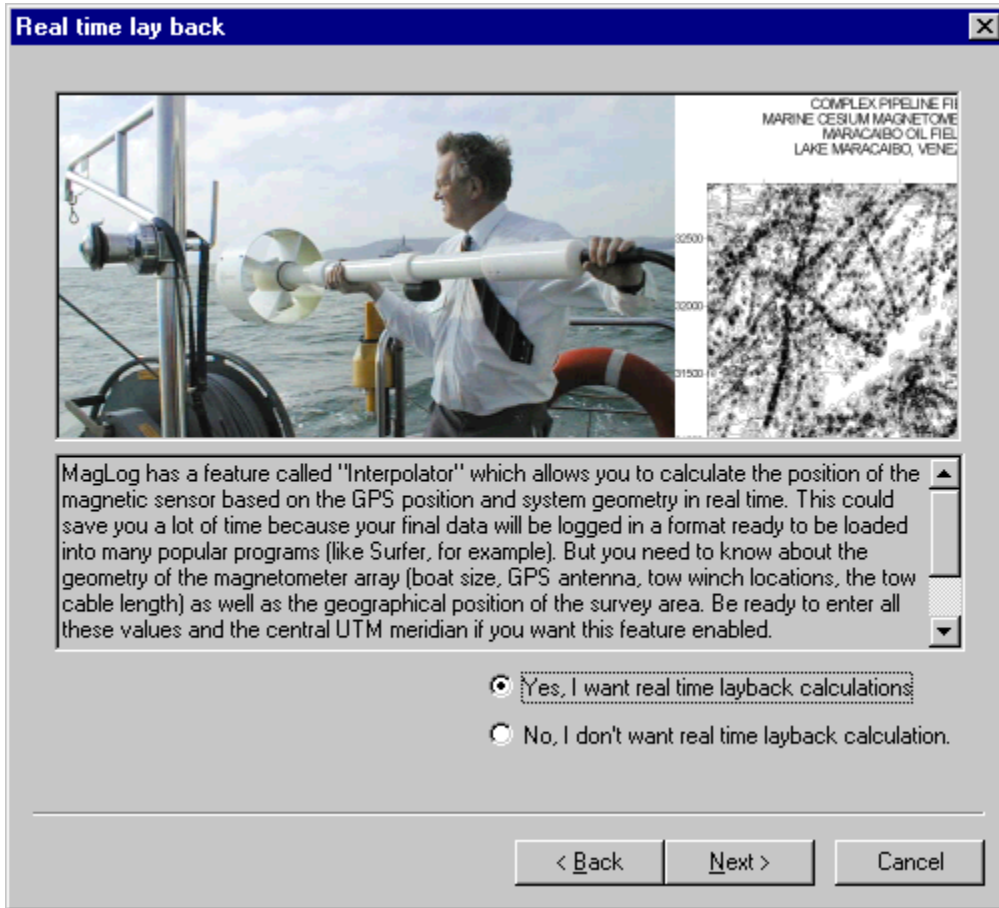 Real time lay back
COMPLEX PIPELINE FI
MARINE CESIUM MAGNETOME
MARACAIBO OIL FIEL
LAKE MARACAIBO, VENEZ
32500
32000
31500
MagLog has a feature called "Interpolator" which allows you to calculate the position of the
magnetic sensor based on the GPS position and system geometry in real time. This could
save you a lot of time because your final data will be logged in a format ready to be loaded
into many popular programs (like Surfer, for example). But you need to know about the
geometry of the magnetometer array (boat size, GPS antenna, tow winch locations, the tow
cable length) as well as the geographical position of the survey area. Be ready to enter all
these values and the central UTM meridian if you want this feature enabled.
Yes, I want real time layback calculations
No, I don't want real time layback calculation.
< Back
Next >
Cancel